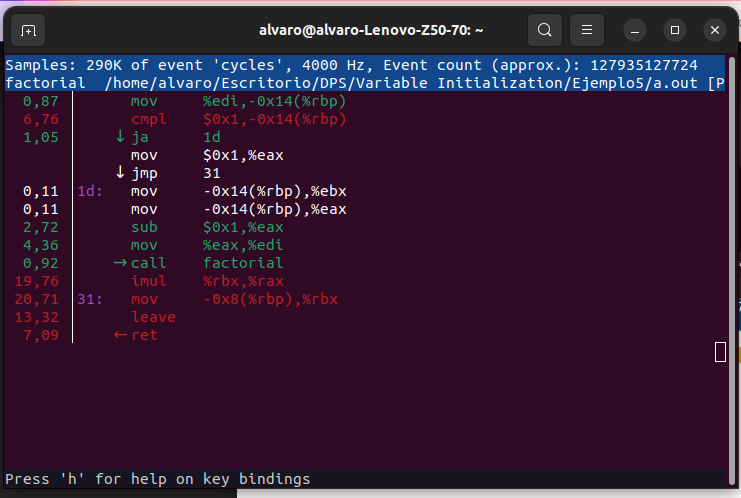 alvaro@alvaro-Lenovo-Z50-70: ~
Samples: 290K of event 'cycles', 4000 Hz, Event count (approx.): 127935127724
factorial  /home/alvaro/Escritorio/DPS/Variable Initialization/Ejemplo5/a.out [P
0,87 mov %edi,-0x14(%rbp)
6,76 cmpl $0x1,-0x14(%rbp)
1,05 ↓ ja 1d
mov $0x1,%eax
↓ jmp 31
0,11 1d: mov -0x14(%rbp),%ebx
0,11 mov -0x14(%rbp),%eax
2,72 sub $0x1,%eax
4,36 mov %eax,%edi
0,92 → call factorial
19,76 imul %rbx,%rax
20,71 31: mov -0x8(%rbp),%rbx
13,32 leave
7,09 ← ret
Press 'h' for help on key bindings